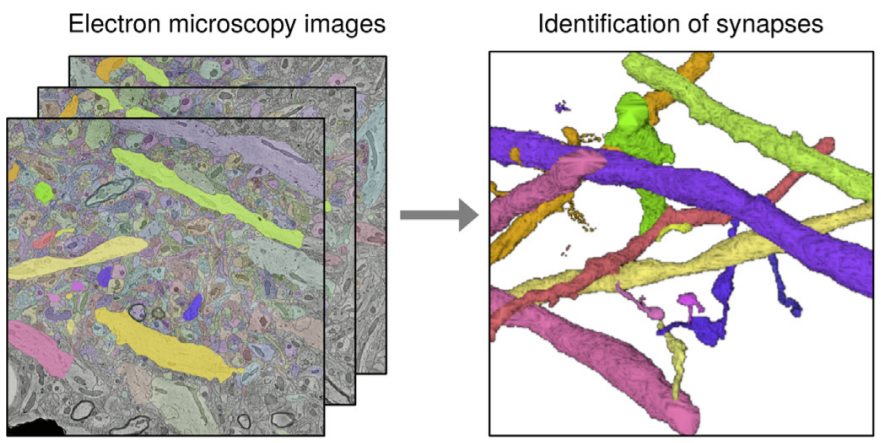 Electron microscopy images
Identification of synapses